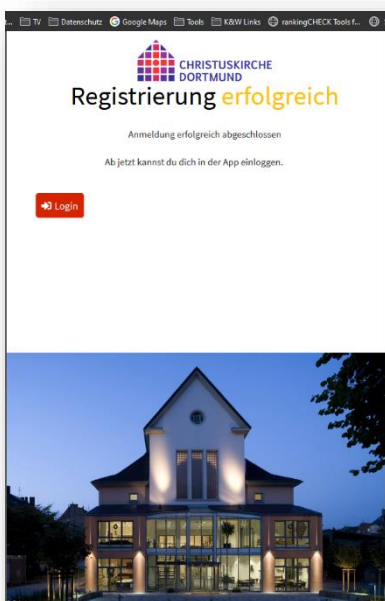 TV Datenschutz Google Maps Tools K&W Links rankingCHECK Tools f...
CHRISTUSKIRCHE
DORTMUND
Registrierung erfolgreich
Anmeldung erfolgreich abgeschlossen
Ab jetzt kannst du dich in der App einloggen.
Login